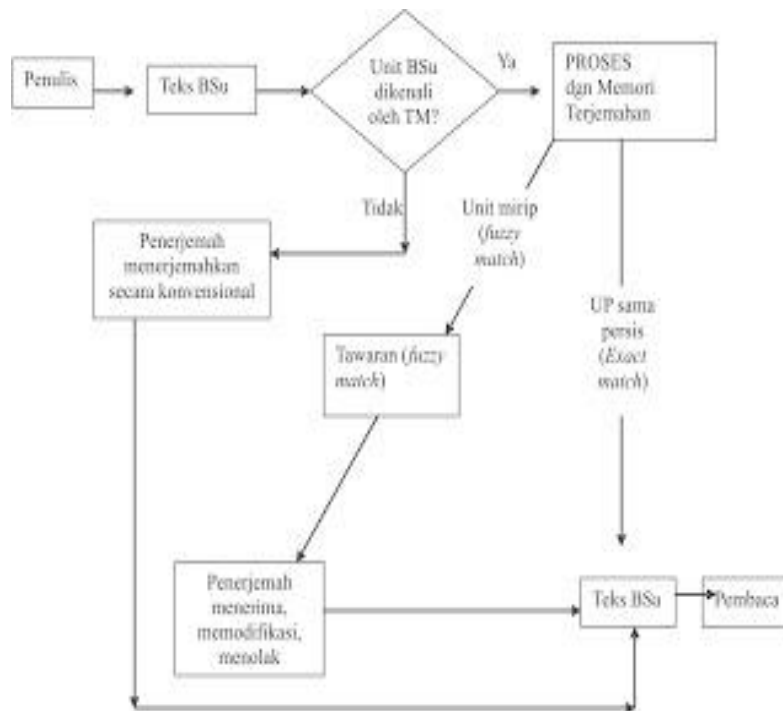 Penulis
Teks BSu
Unit BSu
dikenali
oleh TM?
Ya
PROSES
dgn Memori
Terjemahan
Tidak
Unit mirip
(fuzzy
match)
Penerjemah
menerjemahkan
secara konvensional
UP sama
persis
(Exact
match)
Tawaran (fuzzy
match)
Penerjemah
menerima,
memodifikasi,
menolak
Teks BSu
Pembaca